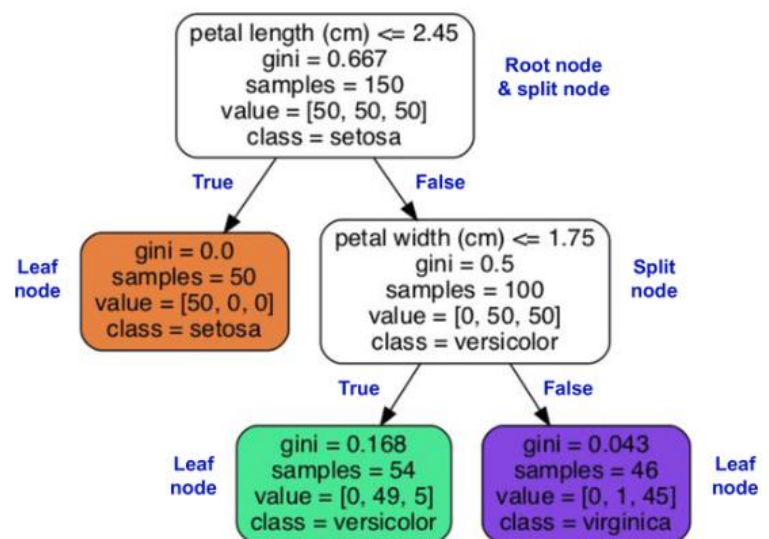 petal length (cm) <= 2.45
gini = 0.667
samples = 150
value = [50, 50, 50]
class = setosa
Root node
& split node
True
False
Leaf
node
gini = 0.0
samples = 50
value = [50, 0, 0]
class = setosa
petal width (cm) <= 1.75
gini = 0.5
samples = 100
value = [0, 50, 50]
class = versicolor
Split
node
True
False
Leaf
node
gini = 0.168
samples = 54
value = [0, 49, 5]
class = versicolor
gini = 0.043
samples = 46
value = [0, 1, 45]
class = virginica
Leaf
node